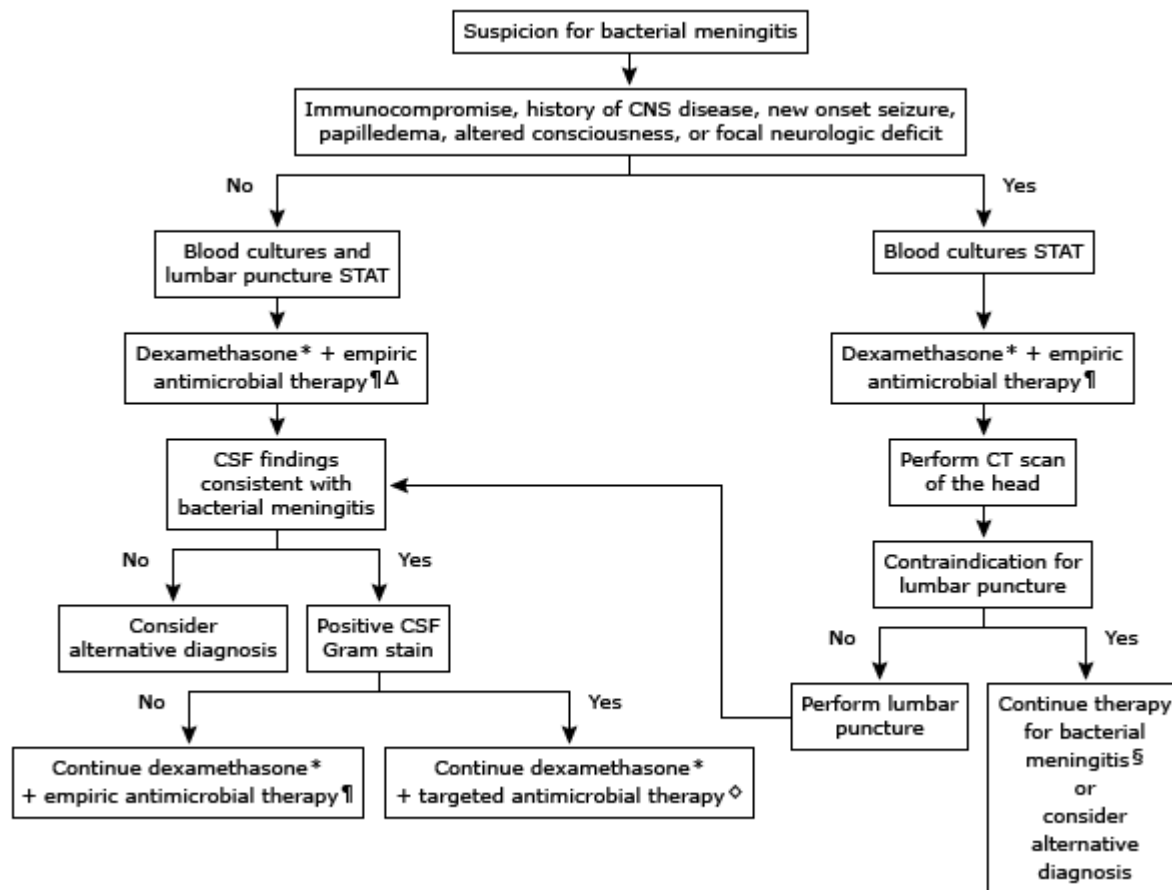 Suspicion for bacterial meningitis
Immunocompromise, history of CNS disease, new onset seizure,
papilledema, altered consciousness, or focal neurologic deficit
No
Yes
Blood cultures and
lumbar puncture STAT
Blood cultures STAT
Dexamethasone* + empiric
antimicrobial therapy¶Δ
Dexamethasone* + empiric
antimicrobial therapy¶
CSF findings
consistent with
bacterial meningitis
Perform CT scan
of the head
No
Yes
Contraindication for
lumbar puncture
Consider
alternative diagnosis
Positive CSF
Gram stain
No
Yes
No
Yes
Perform lumbar
puncture
Continue therapy
for bacterial
meningitis§
or
consider
alternative
diagnosis
Continue dexamethasone*
+ empiric antimicrobial therapy¶
Continue dexamethasone*
+ targeted antimicrobial therapy◇